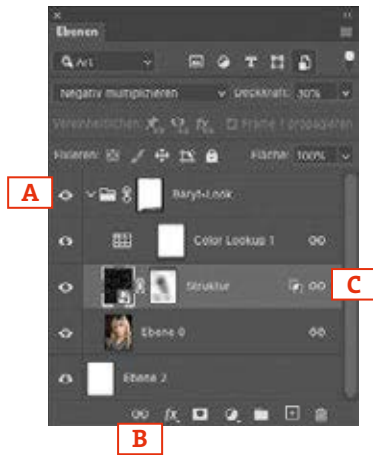 Ebenen
Art
Negativ multiplizieren Deckkraft: 30%
Vereinheitlichen: Frame 1 propagieren
Fixieren: Fläche: 100%
A
Baryt-Look
Color Lookup 1
Struktur
C
Ebene 0
Ebene 2
fx
B